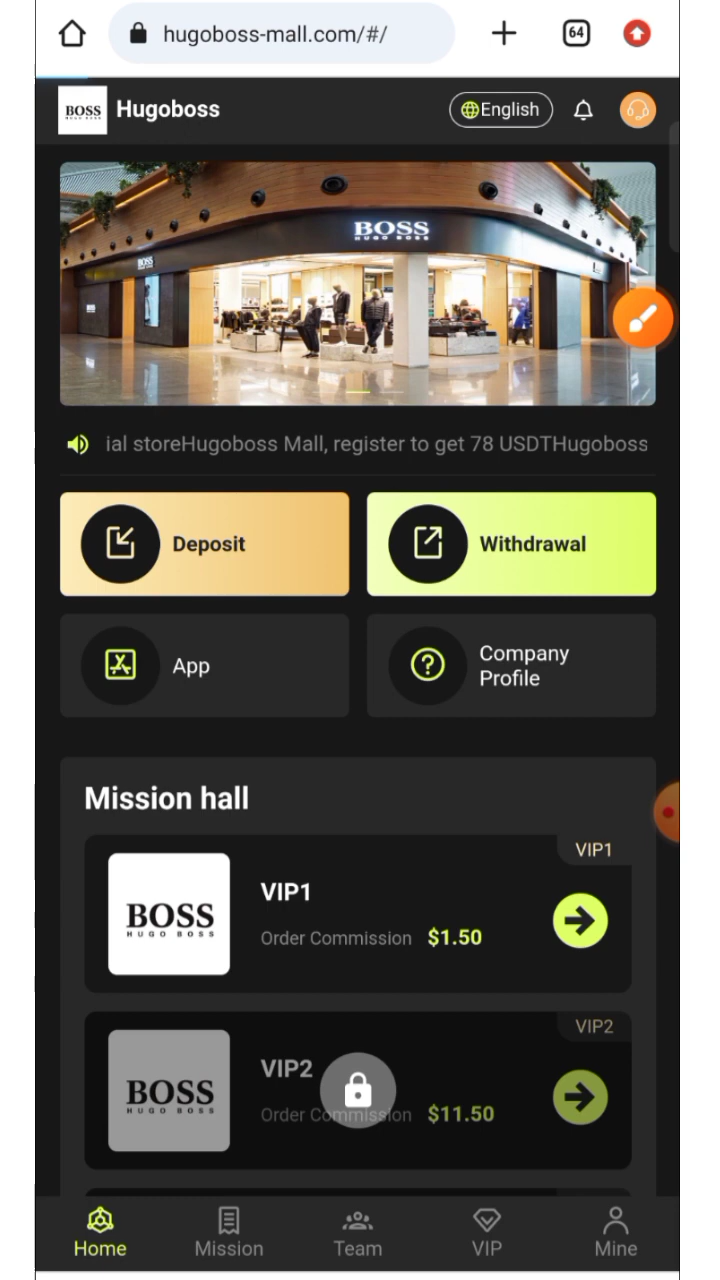 hugoboss-mall.com/#/
64
BOSS
HUGO BOSS
Hugoboss
English
BOSS
HUGO BOSS
BOSS
ial storeHugoboss Mall, register to get 78 USDTHugoboss
Deposit
Withdrawal
App
Company
Profile
Mission hall
VIP1
BOSS
HUGO BOSS
VIP1
Order Commission $1.50
VIP2
BOSS
HUGO BOSS
VIP2
Order Commission $11.50
Home
Mission
Team
VIP
Mine